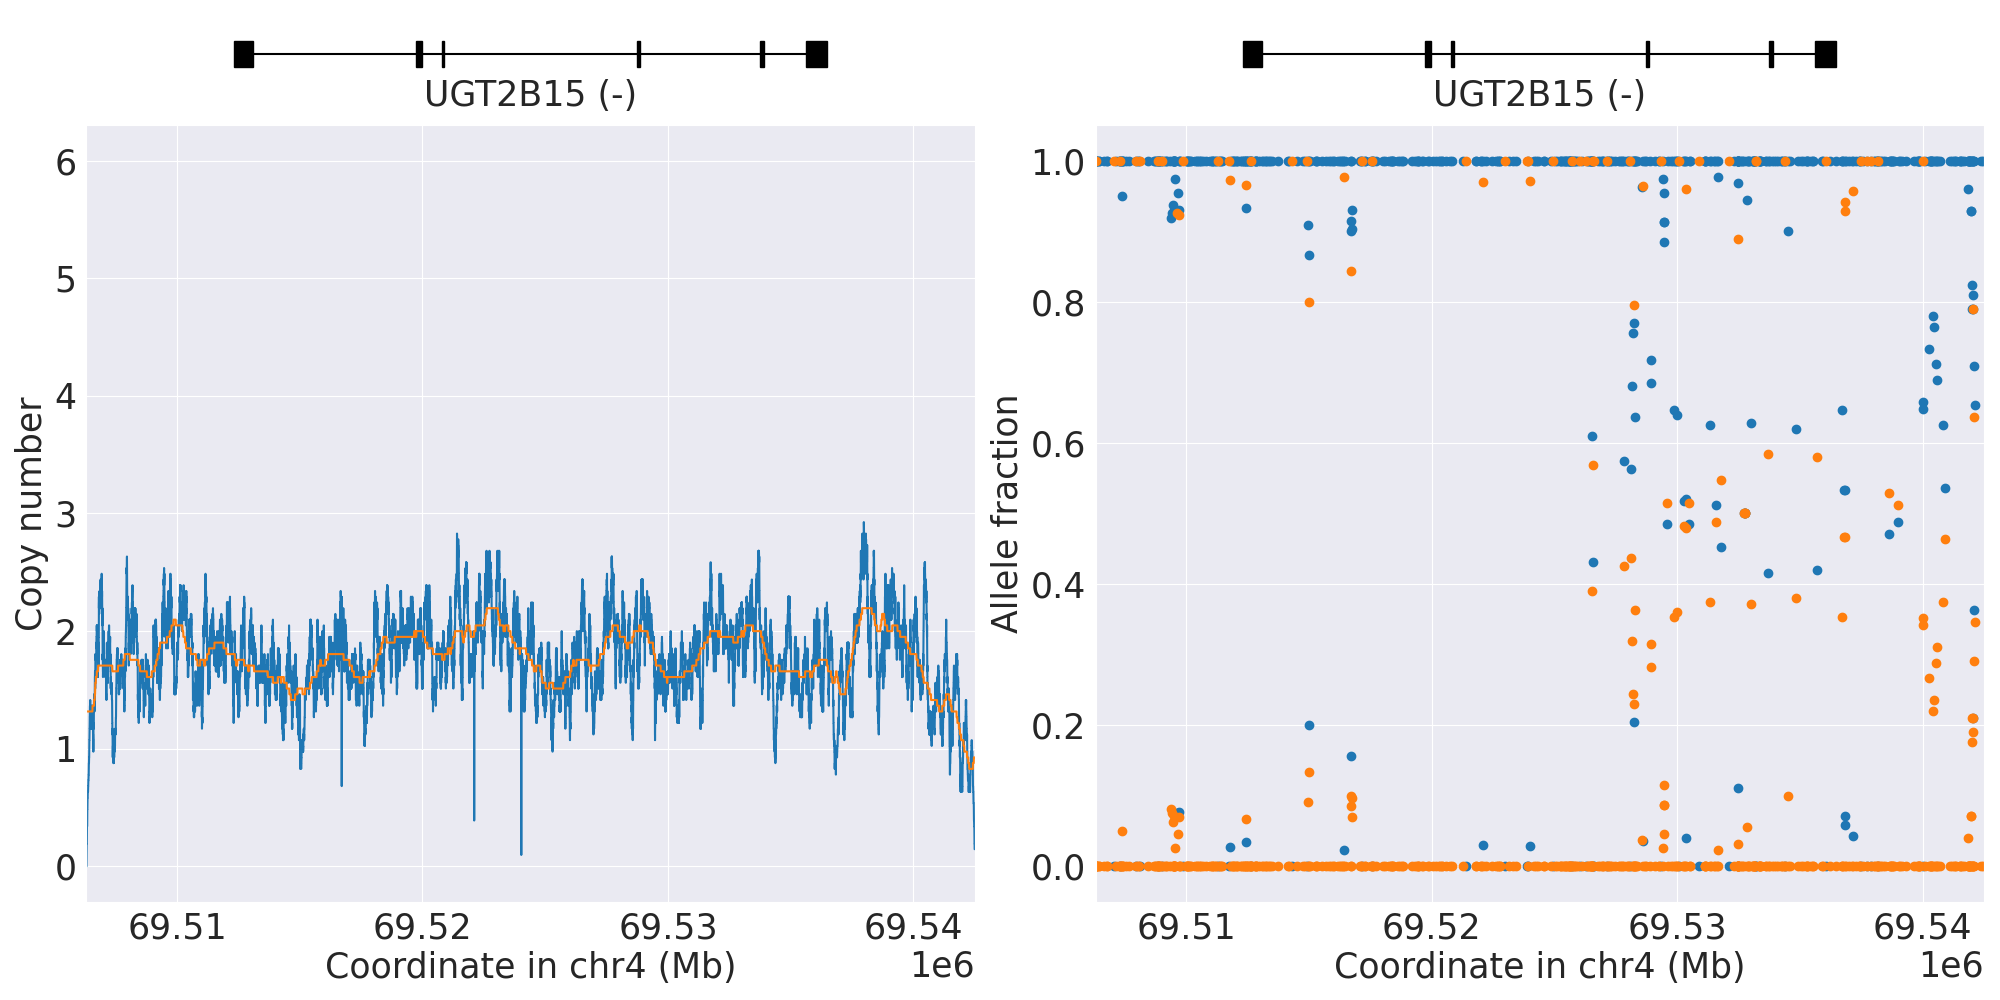 UGT2B15 (-)
6
5
4
3
2
1
0
Copy number
69.51 69.52 69.53 69.54
Coordinate in chr4 (Mb)
1e6
UGT2B15 (-)
1.0
0.8
0.6
0.4
0.2
0.0
Allele fraction
69.51 69.52 69.53 69.54
Coordinate in chr4 (Mb)
1e6